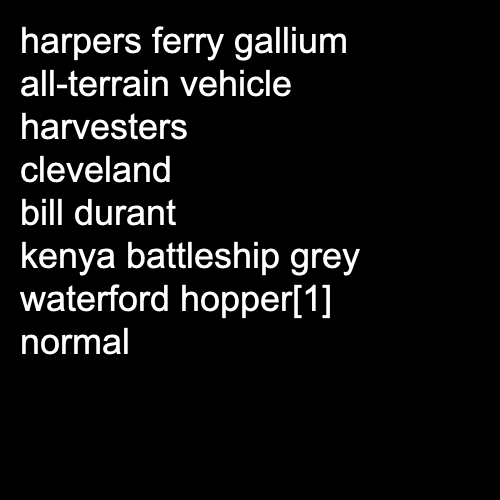 harpers ferry gallium
all-terrain vehicle
harvesters
cleveland
bill durant
kenya battleship grey
waterford hopper[1]
normal